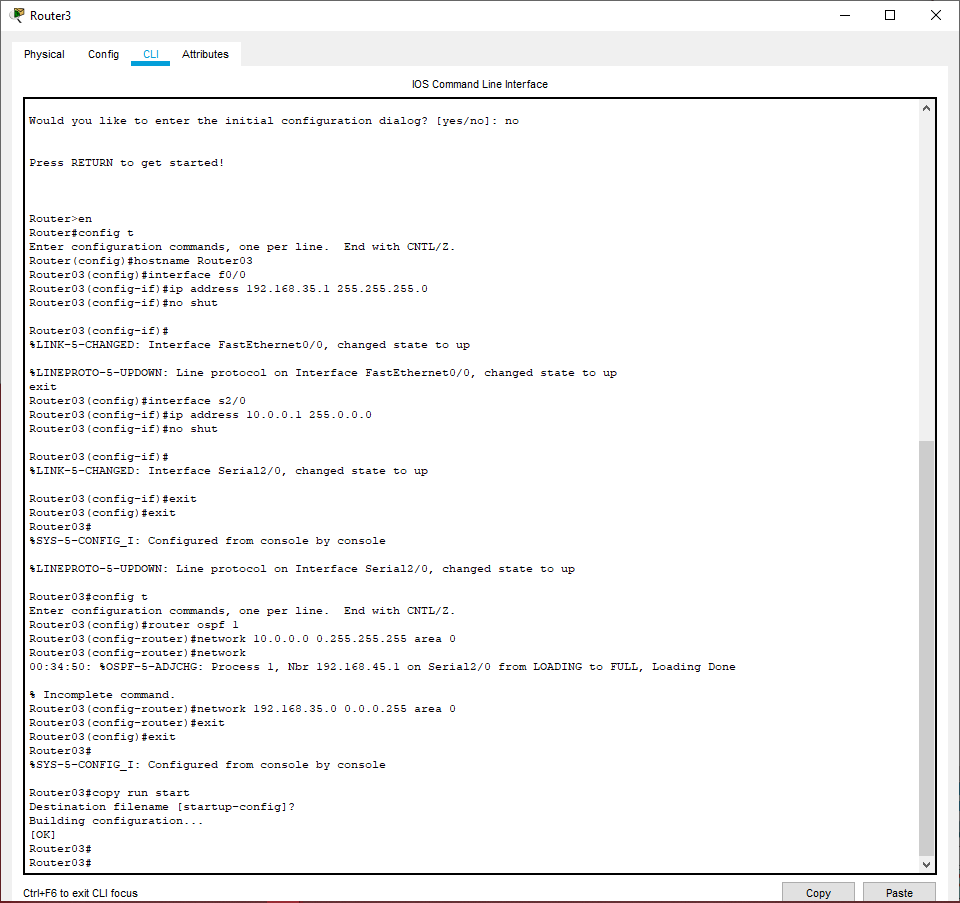 Router3
Physical Config CLI Attributes
IOS Command Line Interface
Would you like to enter the initial configuration dialog? [yes/no]: no
Press RETURN to get started!
Router>en
Router#config t
Enter configuration commands, one per line.  End with CNTL/Z.
Router(config)#hostname Router03
Router03(config)#interface f0/0
Router03(config-if)#ip address 192.168.35.1 255.255.255.0
Router03(config-if)#no shut
Router03(config-if)#
%LINK-5-CHANGED: Interface FastEthernet0/0, changed state to up
%LINEPROTO-5-UPDOWN: Line protocol on Interface FastEthernet0/0, changed state to up
exit
Router03(config)#interface s2/0
Router03(config-if)#ip address 10.0.0.1 255.0.0.0
Router03(config-if)#no shut
Router03(config-if)#
%LINK-5-CHANGED: Interface Serial2/0, changed state to up
Router03(config-if)#exit
Router03(config)#exit
Router03#
%SYS-5-CONFIG_I: Configured from console by console
%LINEPROTO-5-UPDOWN: Line protocol on Interface Serial2/0, changed state to up
Router03#config t
Enter configuration commands, one per line.  End with CNTL/Z.
Router03(config)#router ospf 1
Router03(config-router)#network 10.0.0.0 0.255.255.255 area 0
Router03(config-router)#network
00:34:50: %OSPF-5-ADJCHG: Process 1, Nbr 192.168.45.1 on Serial2/0 from LOADING to FULL, Loading Done
% Incomplete command.
Router03(config-router)#network 192.168.35.0 0.0.0.255 area 0
Router03(config-router)#exit
Router03(config)#exit
Router03#
%SYS-5-CONFIG_I: Configured from console by console
Router03#copy run start
Destination filename [startup-config]?
Building configuration...
[OK]
Router03#
Router03#
Ctrl+F6 to exit CLI focus
Copy Paste